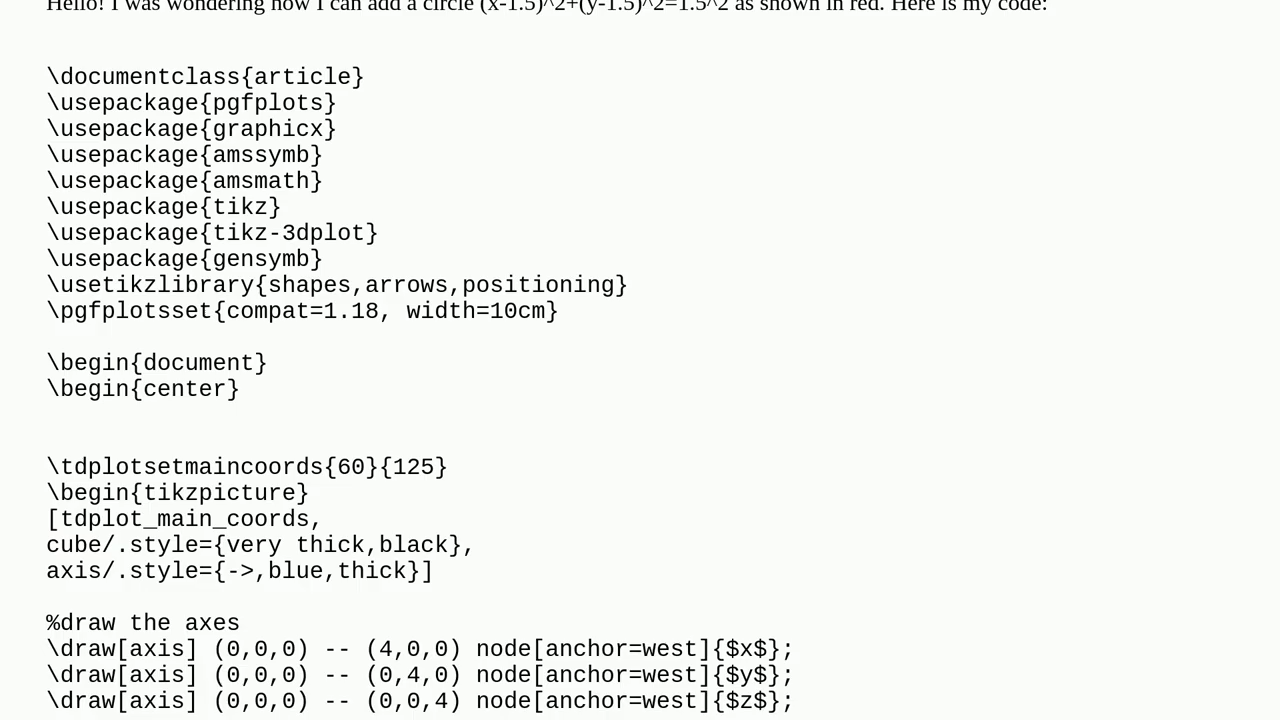 Hello! I was wondering how I can add a circle (x-1.5)^2+(y-1.5)^2=1.5^2 as shown in red. Here is my code:
\documentclass{article}
\usepackage{pgfplots}
\usepackage{graphicx}
\usepackage{amssymb}
\usepackage{amsmath}
\usepackage{tikz}
\usepackage{tikz-3dplot}
\usepackage{gensymb}
\usetikzlibrary{shapes,arrows,positioning}
\pgfplotsset{compat=1.18, width=10cm}
\begin{document}
\begin{center}
\tdplotsetmaincoords{60}{125}
\begin{tikzpicture}
[tdplot_main_coords,
cube/.style={very thick,black},
axis/.style={->,blue,thick}]
%draw the axes
\draw[axis] (0,0,0) -- (4,0,0) node[anchor=west]{$x$};
\draw[axis] (0,0,0) -- (0,4,0) node[anchor=west]{$y$};
\draw[axis] (0,0,0) -- (0,0,4) node[anchor=west]{$z$};